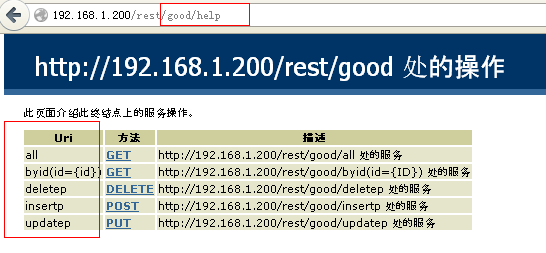 192.168.1.200/rest/good/help
http://192.168.1.200/rest/good 处的操作
此页面介绍此终结点上的服务操作。
Uri 方法 描述
all GET http://192.168.1.200/rest/good/all 处的服务
byid(id={id}) GET http://192.168.1.200/rest/good/byid(id={ID}) 处的服务
deletep DELETE http://192.168.1.200/rest/good/deletep 处的服务
insertp POST http://192.168.1.200/rest/good/insertp 处的服务
updatep PUT http://192.168.1.200/rest/good/updatep 处的服务